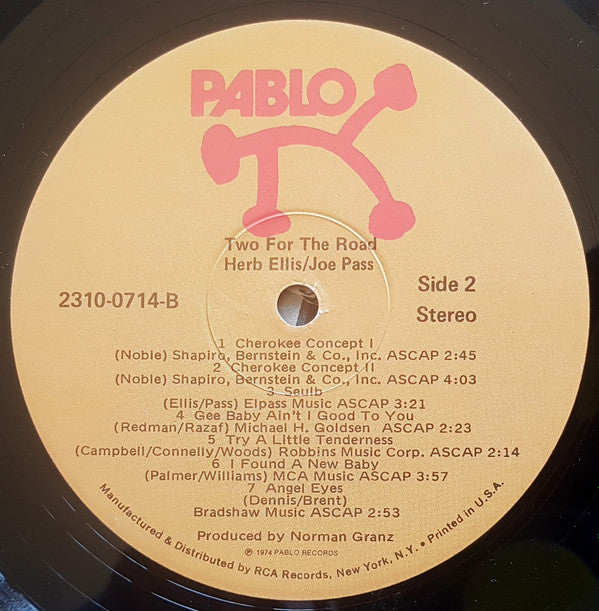 PABLO
Two For The Road
Herb Ellis/Joe Pass
2310-0714-B
Side 2
Stereo
1 Cherokee Concept I
(Noble) Shapiro, Bernstein & Co., Inc. ASCAP 2:45
2 Cherokee Concept II
(Noble) Shapiro, Bernstein & Co., Inc. ASCAP 4:03
3 Seulb
(Ellis/Pass) Elpass Music ASCAP 3:21
4 Gee Baby Ain't I Good To You
(Redman/Razaf) Michael H. Goldsen ASCAP 2:23
5 Try A Little Tenderness
(Campbell/Connelly/Woods) Robbins Music Corp. ASCAP 2:14
6 I Found A New Baby
(Palmer/Williams) MCA Music ASCAP 3:57
7 Angel Eyes
(Dennis/Brent)
Bradshaw Music ASCAP 2:53
Produced by Norman Granz
℗ 1974 PABLO RECORDS
Manufactured & Distributed by RCA Records, New York, N.Y. • Printed in U.S.A.